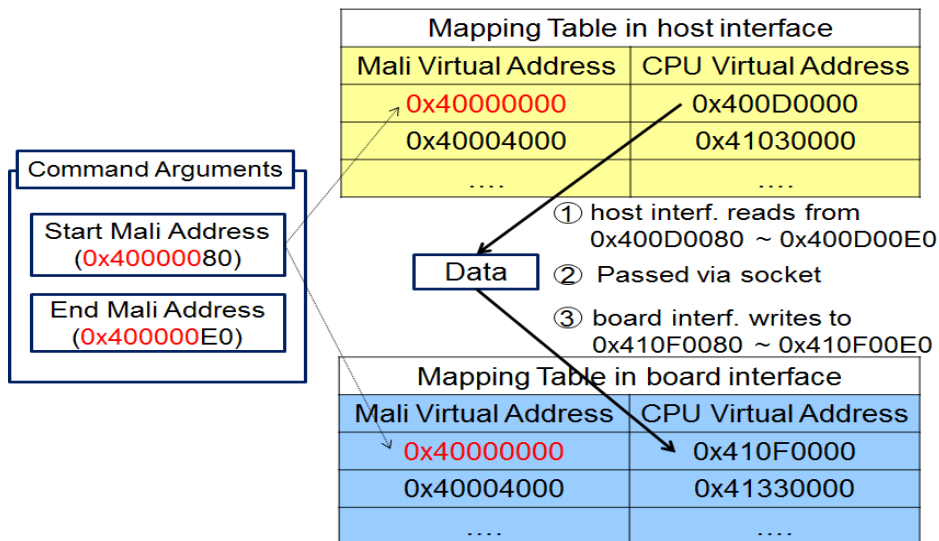 Mapping Table in host interface
Mali Virtual Address CPU Virtual Address
0x40000000 0x400D0000
0x40004000 0x41030000
.... ....
Command Arguments
Start Mali Address
(0x40000080)
End Mali Address
(0x400000E0)
① host interf. reads from
0x400D0080 ~ 0x400D00E0
Data
② Passed via socket
③ board interf. writes to
0x410F0080 ~ 0x410F00E0
Mapping Table in board interface
Mali Virtual Address CPU Virtual Address
0x40000000 0x410F0000
0x40004000 0x41330000
.... ....